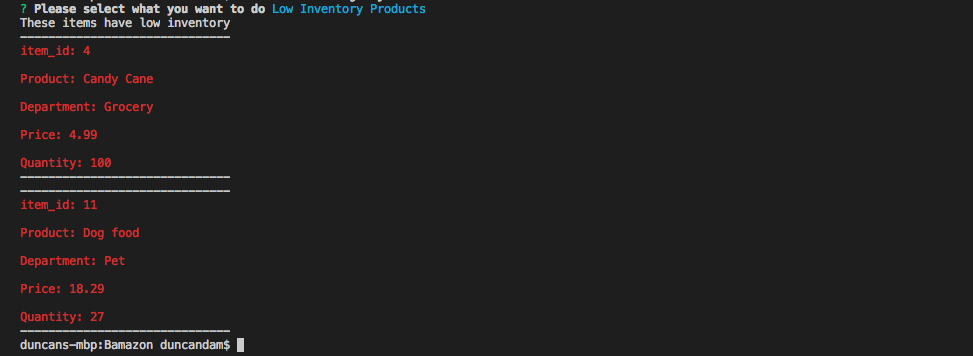 ? Please select what you want to do Low Inventory Products
These items have low inventory
------------------------------
item_id: 4
Product: Candy Cane
Department: Grocery
Price: 4.99
Quantity: 100
------------------------------
------------------------------
item_id: 11
Product: Dog food
Department: Pet
Price: 18.29
Quantity: 27
------------------------------
duncans-mbp:Bamazon duncandam$